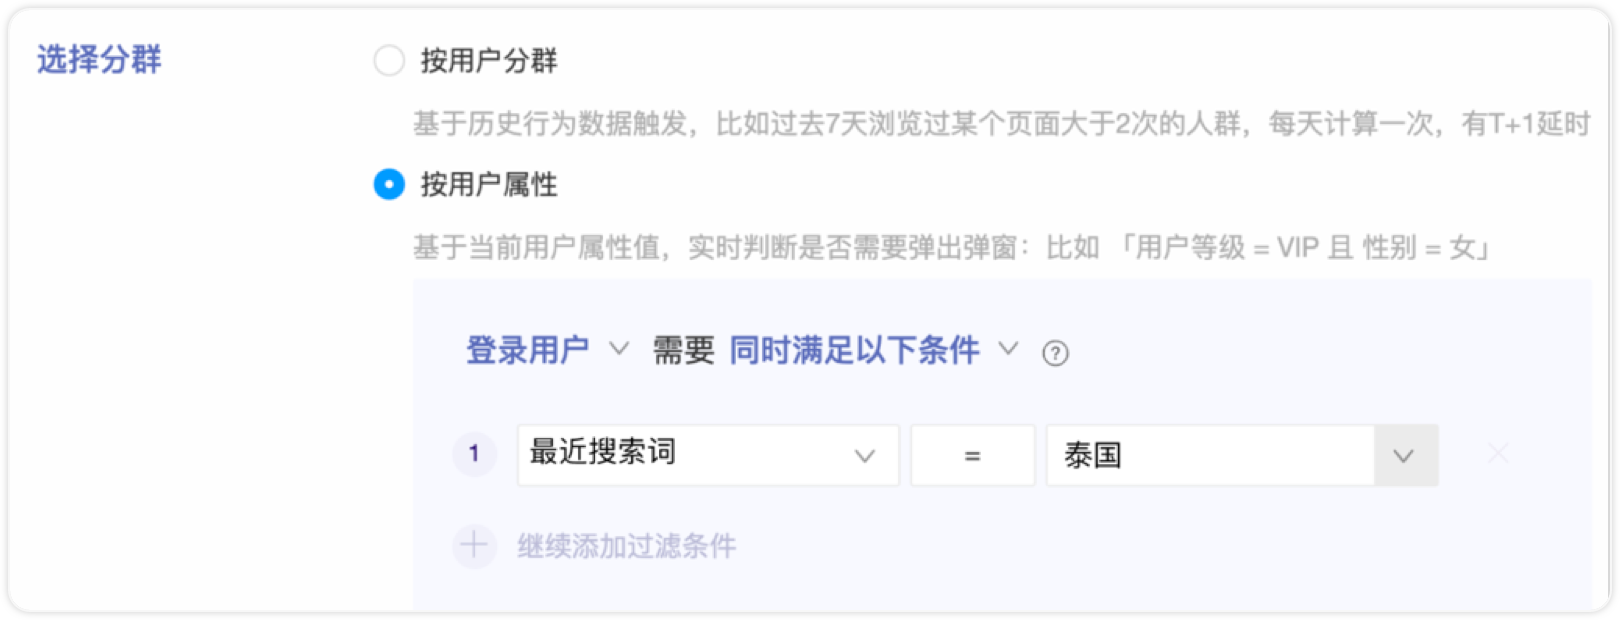 选择分群
按用户分群
基于历史行为数据触发，比如过去7天浏览过某个页面大于2次的人群，每天计算一次，有T+1延时
按用户属性
基于当前用户属性值，实时判断是否需要弹出弹窗：比如 「用户等级 = VIP 且 性别 = 女」
登录用户 需要 同时满足以下条件 ?
1 最近搜索词 = 泰国
继续添加过滤条件